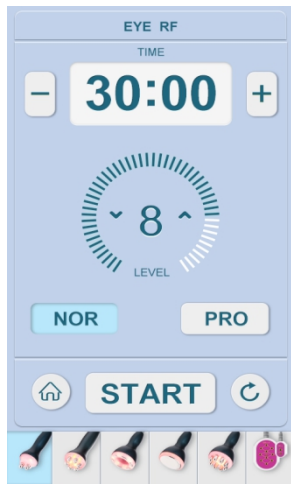 EYE RF
TIME
− 30:00 +
8
LEVEL
NOR PRO
START